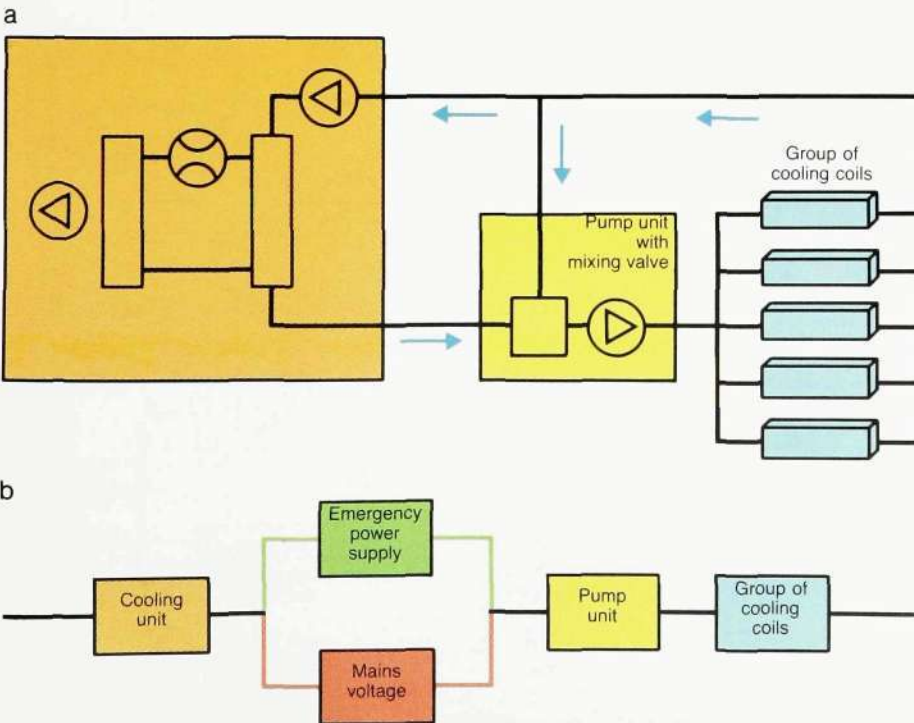 a
Group of
cooling coils
Pump unit
with
mixing valve
b
Emergency
power
supply
Cooling
unit
Mains
voltage
Pump
unit
Group of
cooling
coils